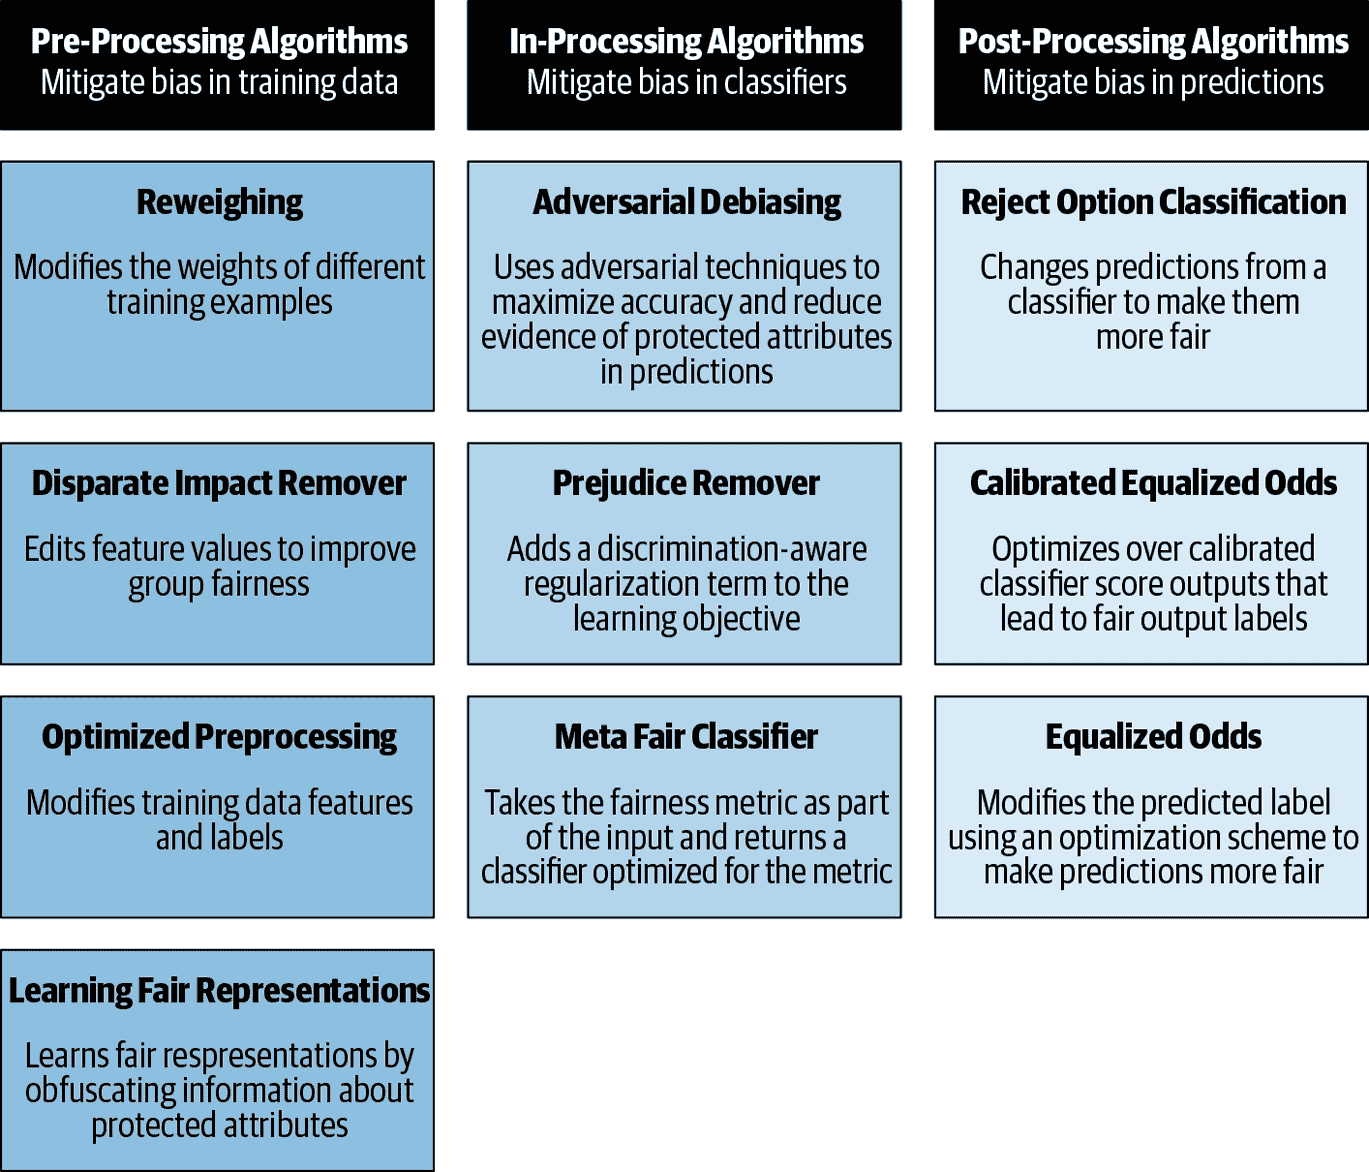 Pre-Processing Algorithms
Mitigate bias in training data
Reweighing
Modifies the weights of different
training examples
Disparate Impact Remover
Edits feature values to improve
group fairness
Optimized Preprocessing
Modifies training data features
and labels
Learning Fair Representations
Learns fair respresentations by
obfuscating information about
protected attributes
In-Processing Algorithms
Mitigate bias in classifiers
Adversarial Debiasing
Uses adversarial techniques to
maximize accuracy and reduce
evidence of protected attributes
in predictions
Prejudice Remover
Adds a discrimination-aware
regularization term to the
learning objective
Meta Fair Classifier
Takes the fairness metric as part
of the input and returns a
classifier optimized for the metric
Post-Processing Algorithms
Mitigate bias in predictions
Reject Option Classification
Changes predictions from a
classifier to make them
more fair
Calibrated Equalized Odds
Optimizes over calibrated
classifier score outputs that
lead to fair output labels
Equalized Odds
Modifies the predicted label
using an optimization scheme to
make predictions more fair